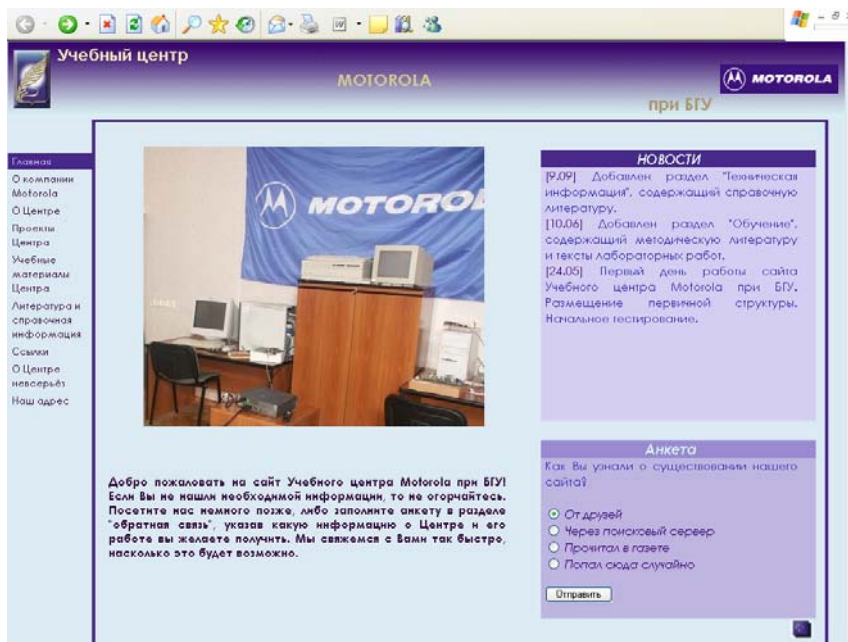 Учебный центр
MOTOROLA
MOTOROLA
при БГУ
Главная
О компании
Motorola
О Центре
Проекты
Центра
Учебные
материалы
Центра
Литература и
справочная
информация
Ссылки
О Центре
невсерьёз
Наш адрес
MOTOROL
Добро пожаловать на сайт Учебного центра Motorola при БГУ!
Если Вы не нашли необходимой информации, то не огорчайтесь.
Посетите нас немного позже, либо заполните анкету в разделе
"обратная связь", указав какую информацию о Центре и его
работе вы желаете получить. Мы свяжемся с Вами так быстро,
насколько это будет возможно.
НОВОСТИ
[9.09] Добавлен раздел "Техническая
информация", содержащий справочную
литературу.
[10.06] Добавлен раздел "Обучение",
содержащий методическую литературу
и тексты лабораторных работ.
[24.05] Первый день работы сайта
Учебного центра Motorola при БГУ.
Размещение первичной структуры.
Начальное тестирование.
Анкета
Как Вы узнали о существовании нашего
сайта?
От друзей
Через поисковый сервер
Прочитал в газете
Попал сюда случайно
Отправить